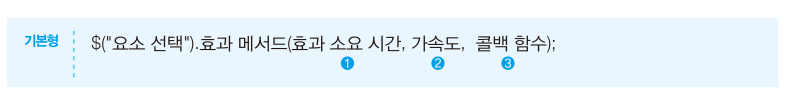 기본형 $("요소 선택").효과 메서드(효과 소요 시간, 가속도, 콜백 함수);
1 2 3